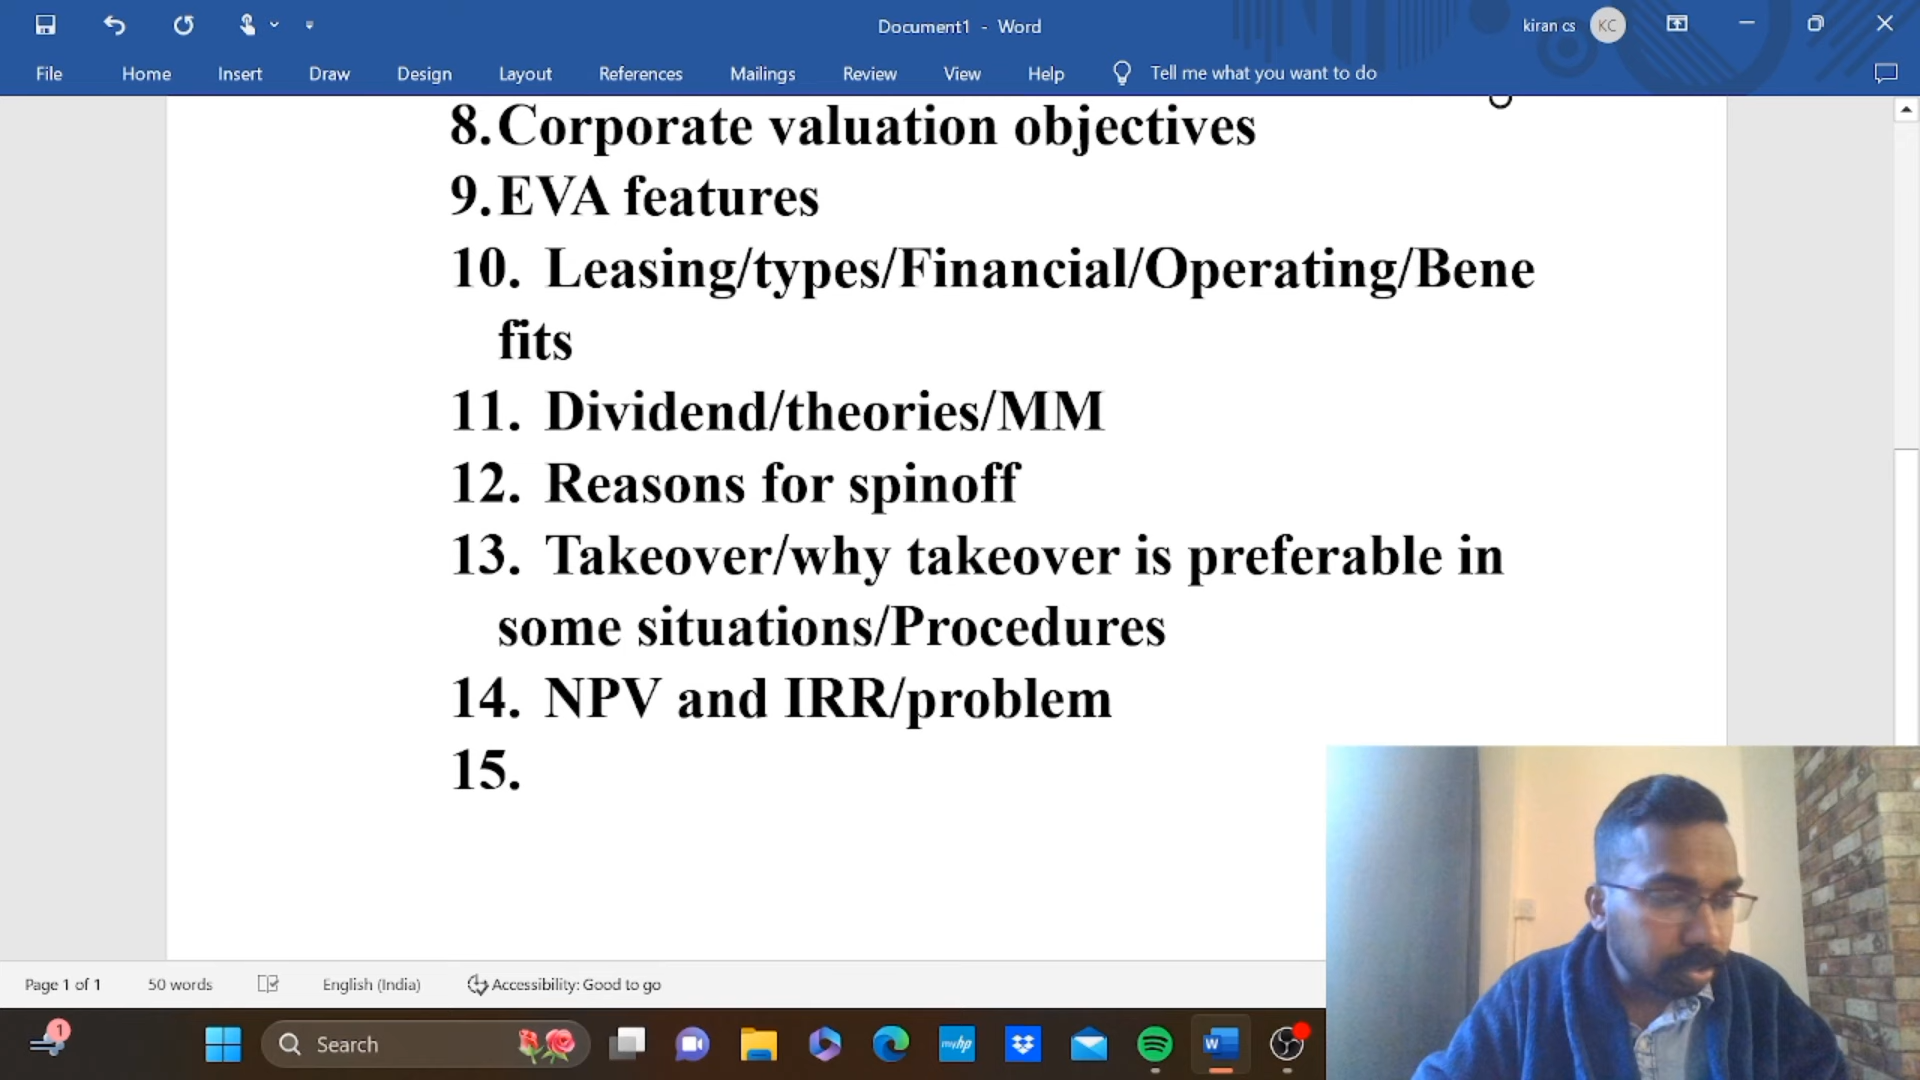 Document1 - Word
kiran cs
KC
File Home Insert Draw Design Layout References Mailings Review View Help Tell me what you want to do
8.Corporate valuation objectives
9.EVA features
10. Leasing/types/Financial/Operating/Bene
fits
11. Dividend/theories/MM
12. Reasons for spinoff
13. Takeover/why takeover is preferable in
some situations/Procedures
14. NPV and IRR/problem
15.
Page 1 of 1 50 words English (India) Accessibility: Good to go
1
Search
myhp
W